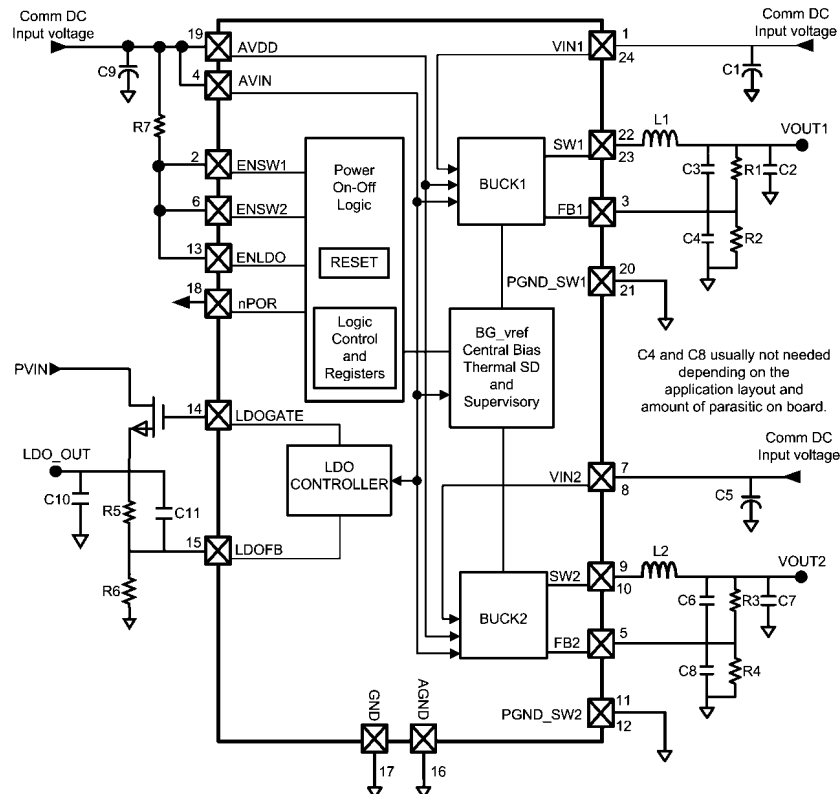 Comm DC
Input voltage
19
AVDD
4
AVIN
C9
R7
2
ENSW1
6
ENSW2
13
ENLDO
18
nPOR
Power
On-Off
Logic
RESET
Logic
Control
and
Registers
PVIN
14
LDOGATE
LDO_OUT
C10
R5
C11
15
LDOFB
R6
LDO
CONTROLLER
GND
17
AGND
16
Comm DC
Input voltage
VIN1
1
24
C1
BUCK1
SW1
22
23
L1
VOUT1
C3
R1
C2
FB1
3
C4
R2
PGND_SW1
20
21
BG_vref
Central Bias
Thermal SD
and
Supervisory
C4 and C8 usually not needed
depending on the
application layout and
amount of parasitic on board.
Comm DC
Input voltage
VIN2
7
8
C5
BUCK2
SW2
9
10
L2
VOUT2
C6
R3
C7
FB2
5
C8
R4
PGND_SW2
11
12